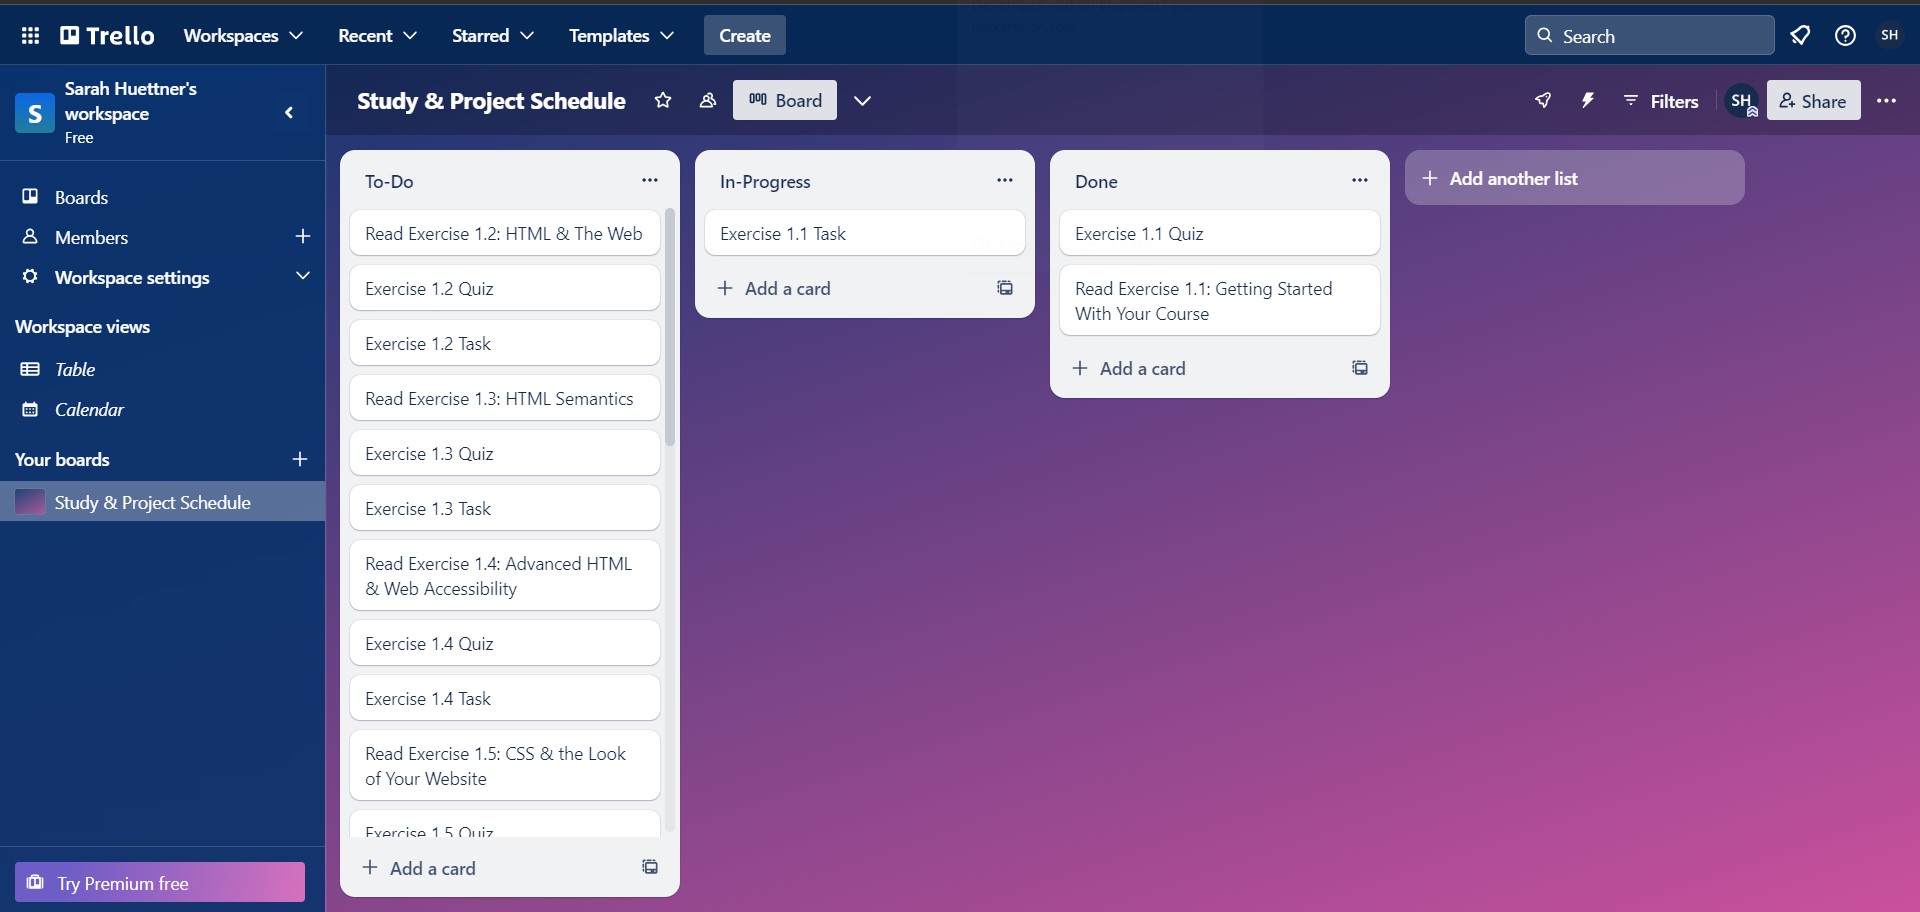 Trello
Workspaces
Recent
Starred
Templates
Create
Search
SH
S
Sarah Huettner's
workspace
Free
Study & Project Schedule
Board
Filters
SH
Share
Boards
Members
Workspace settings
Workspace views
Table
Calendar
Your boards
Study & Project Schedule
Try Premium free
To-Do
Read Exercise 1.2: HTML & The Web
Exercise 1.2 Quiz
Exercise 1.2 Task
Read Exercise 1.3: HTML Semantics
Exercise 1.3 Quiz
Exercise 1.3 Task
Read Exercise 1.4: Advanced HTML
& Web Accessibility
Exercise 1.4 Quiz
Exercise 1.4 Task
Read Exercise 1.5: CSS & the Look
of Your Website
Exercise 1.5 Quiz
+ Add a card
In-Progress
Exercise 1.1 Task
+ Add a card
Done
Exercise 1.1 Quiz
Read Exercise 1.1: Getting Started
With Your Course
+ Add a card
+ Add another list